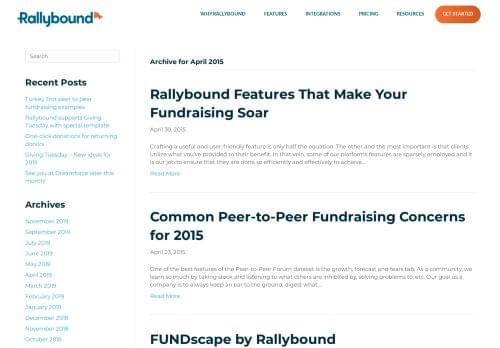 Rallybound
WHY RALLYBOUND
FEATURES
INTEGRATIONS
PRICING
RESOURCES
GET STARTED
Search
Recent Posts
Turkey Trot peer to peer
fundraising examples
Rallybound supports Giving
Tuesday with special template
One-click donations for returning
donors
Giving Tuesday – New ideas for
2019
See you at Dreamforce later this
month!
Archives
November 2019
September 2019
July 2019
June 2019
May 2019
April 2019
March 2019
February 2019
January 2019
December 2018
November 2018
October 2018
Archive for April 2015
Rallybound Features That Make Your
Fundraising Soar
April 30, 2015
Crafting a useful and user-friendly feature is only half the equation. The other and the most important is that clients
utilize what you've provided to their benefit. In that vein, some of our platform's features are sparsely employed and it
is our job to ensure that they are done so efficiently and effectively to achieve...
Read More
Common Peer-to-Peer Fundraising Concerns
for 2015
April 23, 2015
One of the best features of the Peer-to-Peer Forum dataset is the growth, forecast and fears tab. As a community, we
learn so much by taking stock and listening to what others are inhibited by, solving problems to, etc. Our goal as a
company is to always keep an ear to the ground, digest what...
Read More
FUNDscape by Rallybound